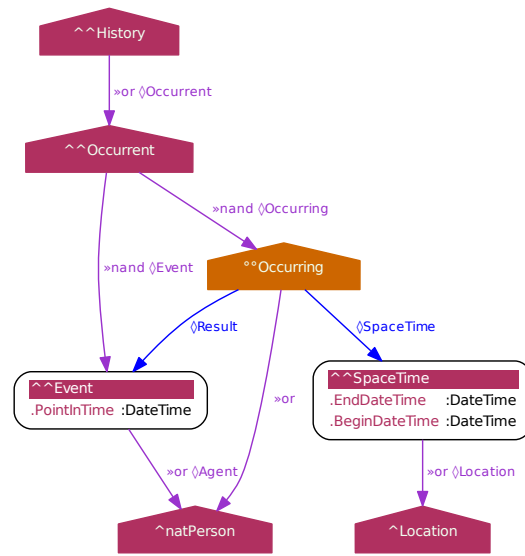 ^^History
»or ◊Occurrent
^^Occurrent
»nand ◊Occurring
»nand ◊Event
°°Occurring
◊Result
◊SpaceTime
^^Event
.PointInTime :DateTime
»or
^^SpaceTime
.EndDateTime :DateTime
.BeginDateTime :DateTime
»or ◊Agent
»or ◊Location
^natPerson
^Location